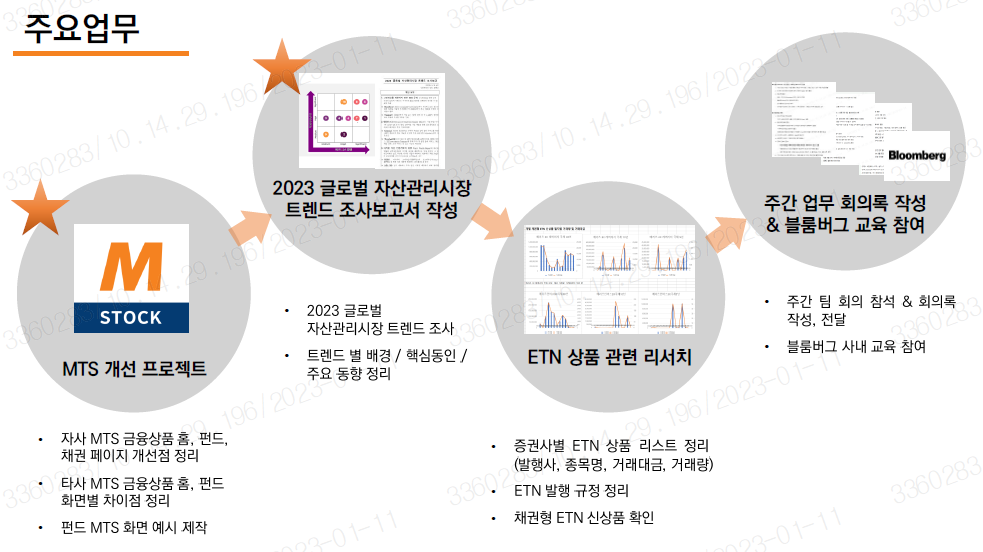 주요업무
M
STOCK
MTS 개선 프로젝트
• 자사 MTS 금융상품 홈, 펀드,
채권 페이지 개선점 정리
• 타사 MTS 금융상품 홈, 펀드
화면별 차이점 정리
• 펀드 MTS 화면 예시 제작
2023 글로벌 자산관리시장
트렌드 조사보고서 작성
• 2023 글로벌
자산관리시장 트렌드 조사
• 트렌드 별 배경 / 핵심동인 /
주요 동향 정리
ETN 상품 관련 리서치
• 증권사별 ETN 상품 리스트 정리
(발행사, 종목명, 거래대금, 거래량)
• ETN 발행 규정 정리
• 채권형 ETN 신상품 확인
Bloomberg
주간 업무 회의록 작성
& 블룸버그 교육 참여
• 주간 팀 회의 참석 & 회의록
작성, 전달
• 블룸버그 사내 교육 참여
3360283